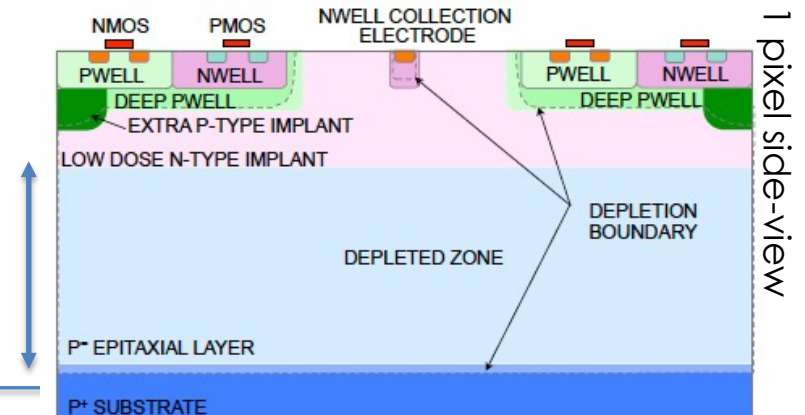 NMOS
PMOS
NWELL COLLECTION
ELECTRODE
PWELL
NWELL
PWELL
NWELL
DEEP PWELL
DEEP PWELL
EXTRA P-TYPE IMPLANT
LOW DOSE N-TYPE IMPLANT
DEPLETION
BOUNDARY
DEPLETED ZONE
P⁻ EPITAXIAL LAYER
P⁺ SUBSTRATE
1 pixel side-view